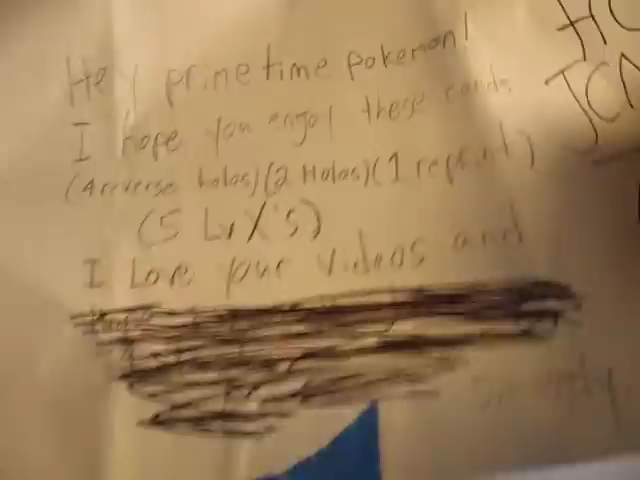 Hey primetime pokemon!
I hope you enjoy these cards
(4 reverse holos)(2 Holos)(1 reprint)
(5 Lv X's)
I Love your videos and